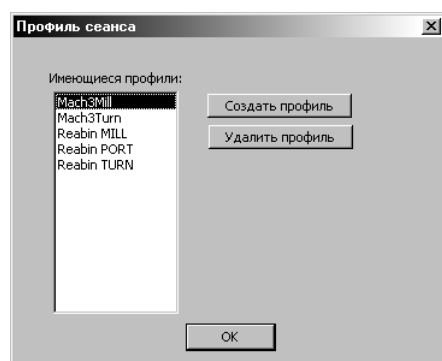 Профиль сеанса
Имеющиеся профили:
Mach3Mill
Mach3Turn
Reabin MILL
Reabin PORT
Reabin TURN
Создать профиль
Удалить профиль
OK